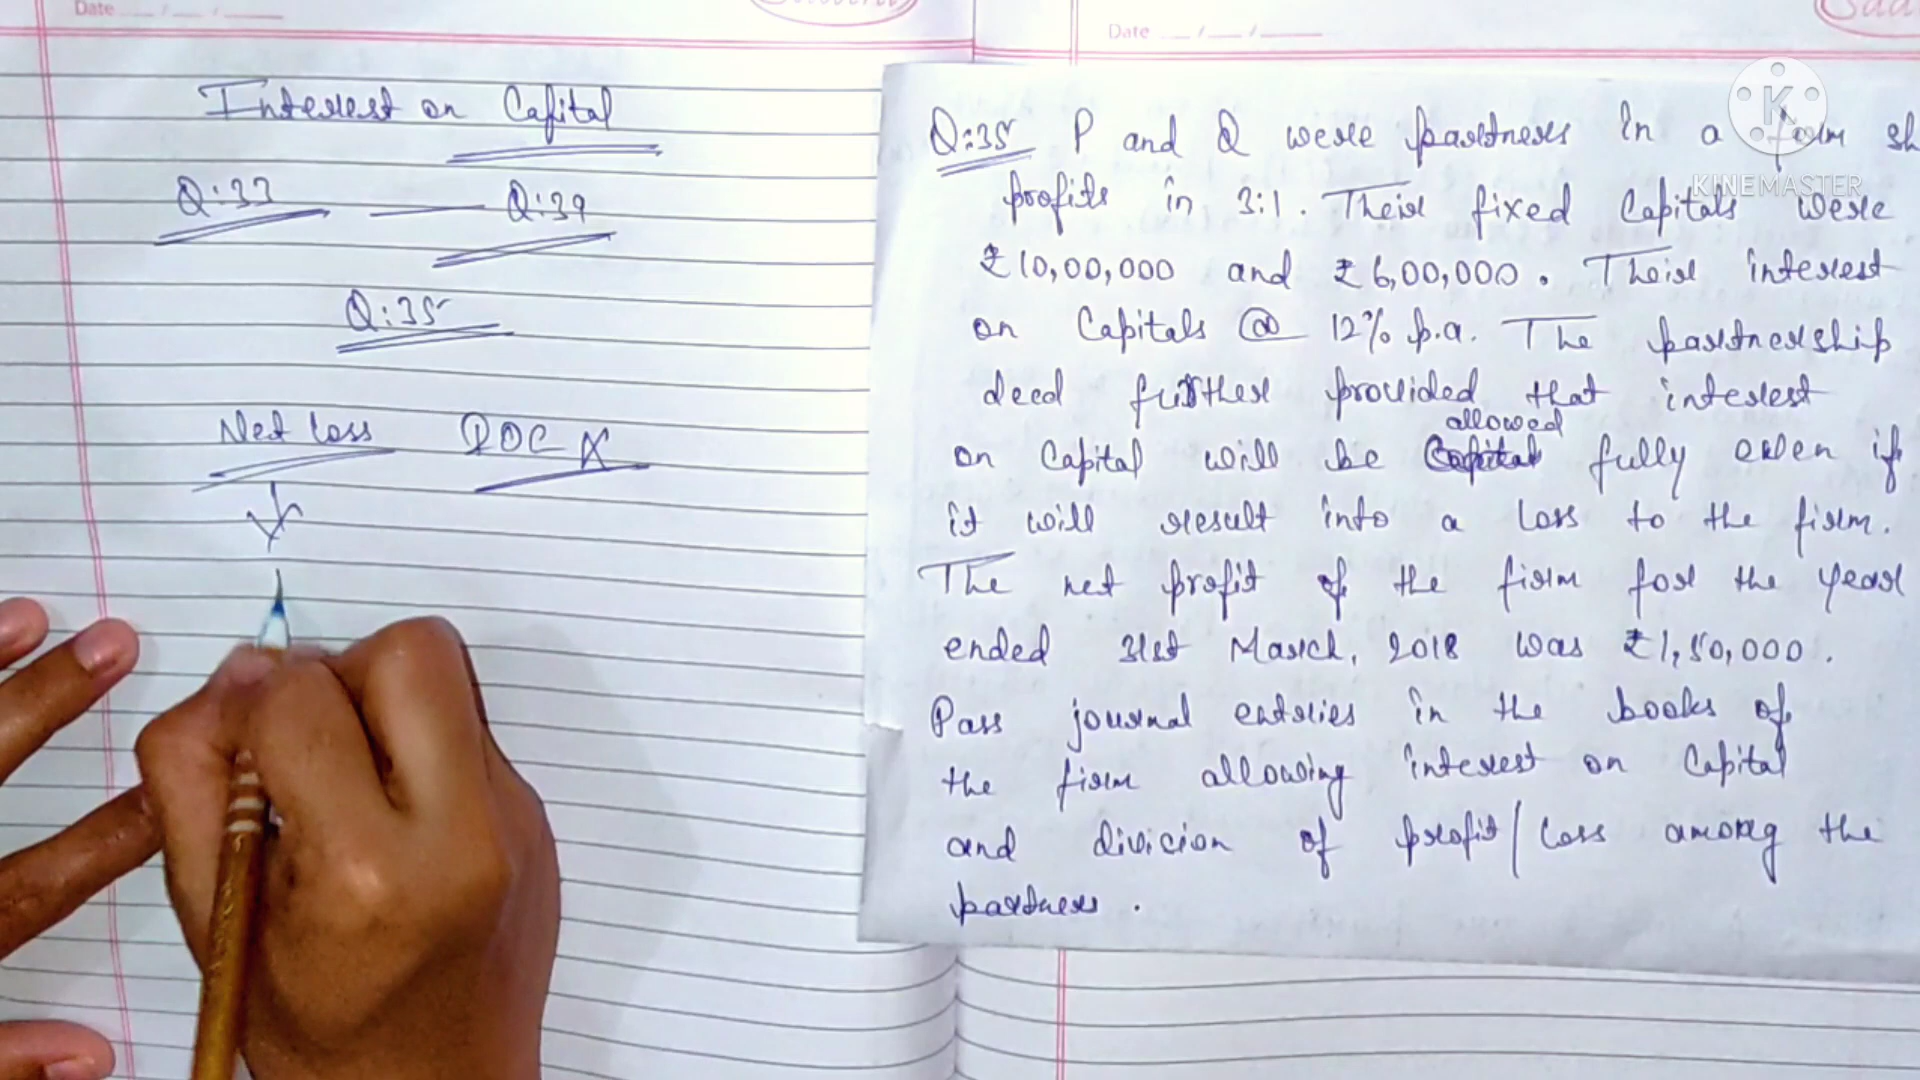 Date
Date
Interest on Capital
Q:33 — Q:39
Q:35
Net Loss IOC X
Q:35 P and Q were partners in a firm sh
profits in 3:1. Their fixed Capitals were
₹10,00,000 and ₹6,00,000. Their interest
on Capitals @ 12% p.a. The partnership
deed further provided that interest
allowed
on Capital will be fully even if
it will result into a loss to the firm.
The net profit of the firm for the year
ended 31st March, 2018 was ₹1,50,000.
Pass journal entries in the books of
the firm allowing interest on Capital
and divicion of profit/loss among the
partners.
KINEMASTER